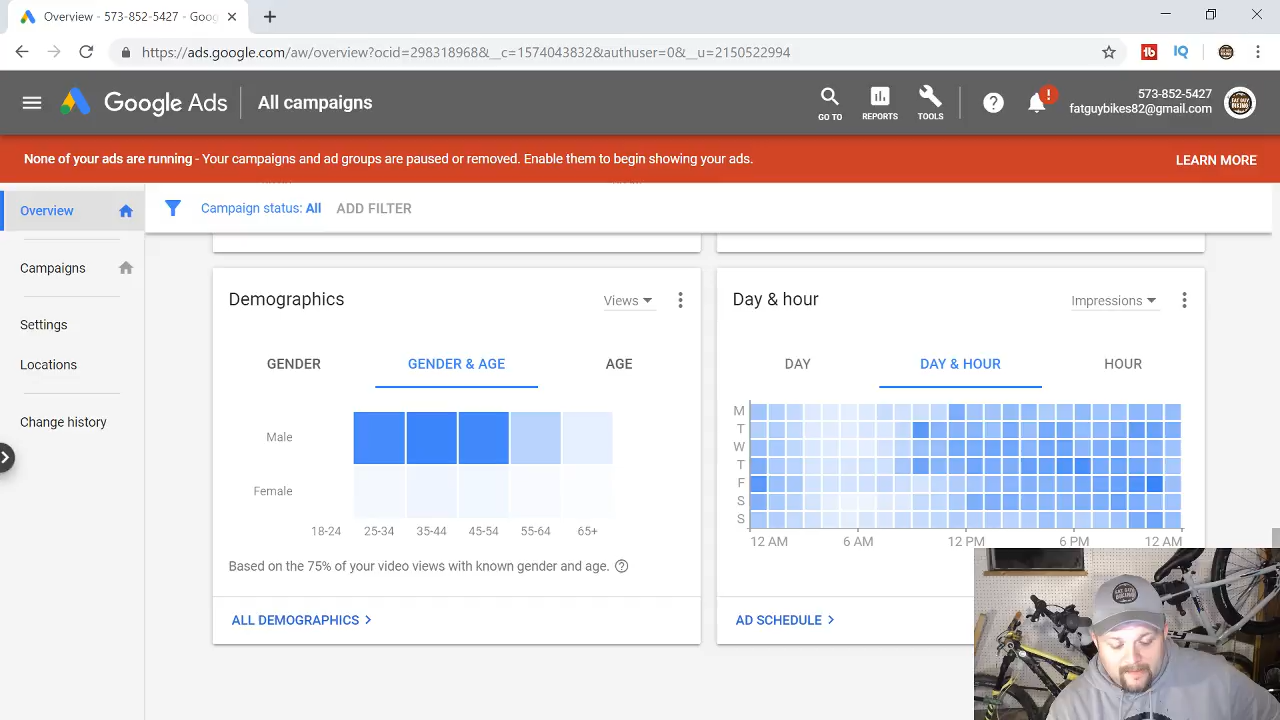 Overview - 573-852-5427 - Goog
https://ads.google.com/aw/overview?ocid=298318968&__c=1574043832&authuser=0&__u=2150522994
Google Ads
All campaigns
GO TO
REPORTS
TOOLS
573-852-5427
fatguybikes82@gmail.com
None of your ads are running - Your campaigns and ad groups are paused or removed. Enable them to begin showing your ads.
LEARN MORE
Overview
Campaigns
Settings
Locations
Change history
Campaign status: All
ADD FILTER
Demographics
Views
GENDER
GENDER & AGE
AGE
Male
Female
18-24 25-34 35-44 45-54 55-64 65+
Based on the 75% of your video views with known gender and age.
ALL DEMOGRAPHICS
Day & hour
Impressions
DAY
DAY & HOUR
HOUR
M
T
W
T
F
S
S
12 AM 6 AM 12 PM 6 PM 12 AM
AD SCHEDULE